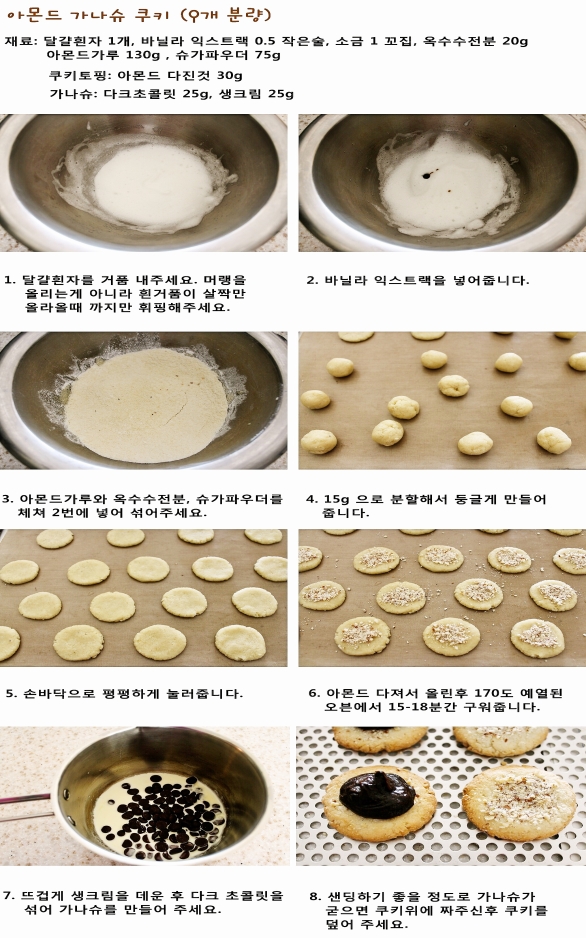 아몬드 가나슈 쿠키 (9개 분량)
재료: 달걀흰자 1개, 바닐라 익스트랙 0.5 작은술, 소금 1 꼬집, 옥수수전분 20g
아몬드가루 130g , 슈가파우더 75g
쿠키토핑: 아몬드 다진것 30g
가나슈: 다크초콜릿 25g, 생크림 25g
1. 달걀흰자를 거품 내주세요. 머랭을
올리는게 아니라 흰거품이 살짝만
올라올때 까지만 휘핑해주세요.
2. 바닐라 익스트랙을 넣어줍니다.
3. 아몬드가루와 옥수수전분, 슈가파우더를
체쳐 2번에 넣어 섞어주세요.
4. 15g 으로 분할해서 둥글게 만들어
줍니다.
5. 손바닥으로 평평하게 눌러줍니다.
6. 아몬드 다져서 올린후 170도 예열된
오븐에서 15-18분간 구워줍니다.
7. 뜨겁게 생크림을 데운 후 다크 초콜릿을
섞어 가나슈를 만들어 주세요.
8. 샌딩하기 좋을 정도로 가나슈가
굳으면 쿠키위에 짜주신후 쿠키를
덮어 주세요.